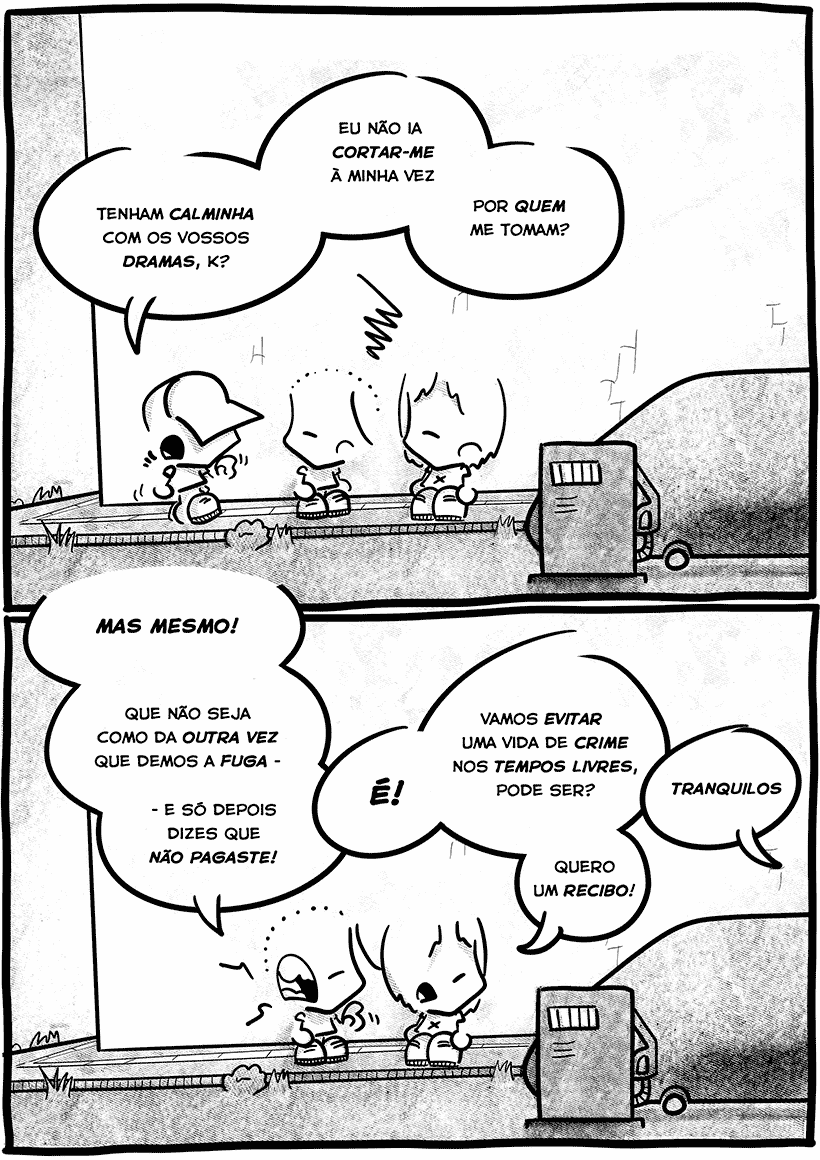 TENHAM CALMINHA
COM OS VOSSOS
DRAMAS, K?
EU NÃO IA
CORTAR-ME
À MINHA VEZ
POR QUEM
ME TOMAM?
MAS MESMO!
QUE NÃO SEJA
COMO DA OUTRA VEZ
QUE DEMOS A FUGA -
- E SÓ DEPOIS
DIZES QUE
NÃO PAGASTE!
É!
VAMOS EVITAR
UMA VIDA DE CRIME
NOS TEMPOS LIVRES,
PODE SER?
QUERO
UM RECIBO!
TRANQUILOS